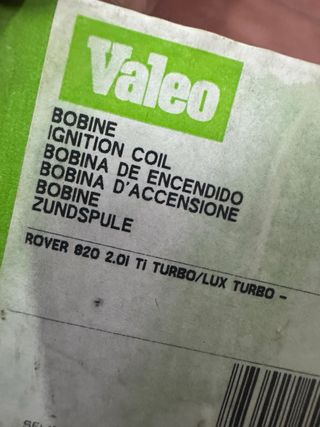 Valeo
BOBINE
IGNITION COIL
BOBINA DE ENCENDIDO
BOBINA D'ACCENSIONE
BOBINE
ZUNDSPULE
ROVER 820 2.0i Ti TURBO/LUX TURBO -